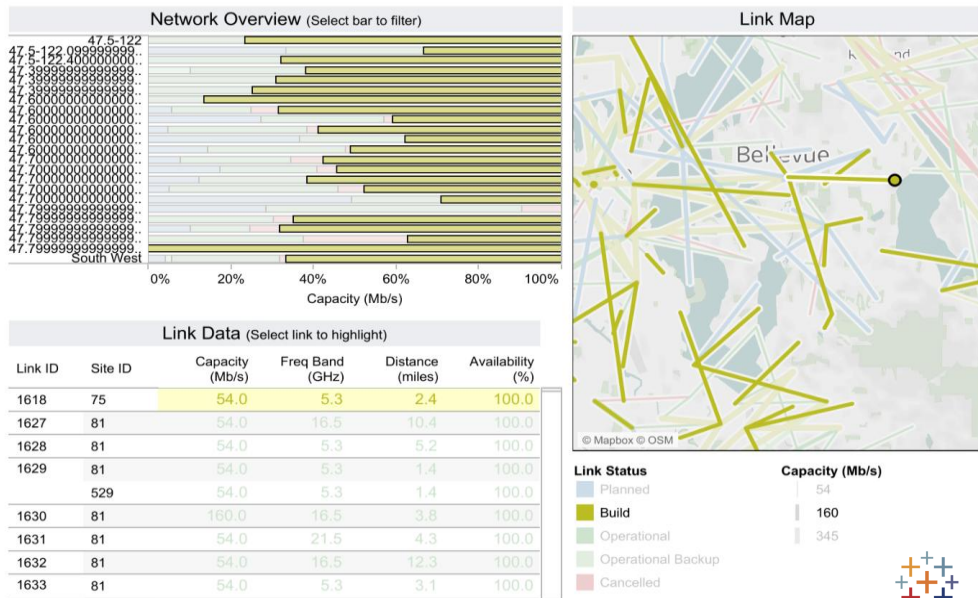 Network Overview (Select bar to filter)
47.5-122
47.5-122.099999999..
47.5-122.400000000..
47.39999999999999..
47.39999999999999..
47.39999999999999..
47.60000000000000..
47.60000000000000..
47.60000000000000..
47.60000000000000..
47.60000000000000..
47.60000000000000..
47.70000000000000..
47.70000000000000..
47.70000000000000..
47.70000000000000..
47.70000000000000..
47.79999999999999..
47.79999999999999..
47.79999999999999..
47.79999999999999..
47.79999999999999..
South West
0% 20% 40% 60% 80% 100%
Capacity (Mb/s)
Link Data (Select link to highlight)
Link ID Site ID Capacity (Mb/s) Freq Band (GHz) Distance (miles) Availability (%)
1618 75 54.0 5.3 2.4 100.0
1627 81 54.0 16.5 10.4 100.0
1628 81 54.0 5.3 5.2 100.0
1629 81 54.0 5.3 1.4 100.0
529 54.0 5.3 1.4 100.0
1630 81 160.0 16.5 3.8 100.0
1631 81 54.0 21.5 4.3 100.0
1632 81 54.0 16.5 12.3 100.0
1633 81 54.0 5.3 3.1 100.0
Link Map
Bellevue
© Mapbox © OSM
Link Status
Planned
Build
Operational
Operational Backup
Cancelled
Capacity (Mb/s)
54
160
345